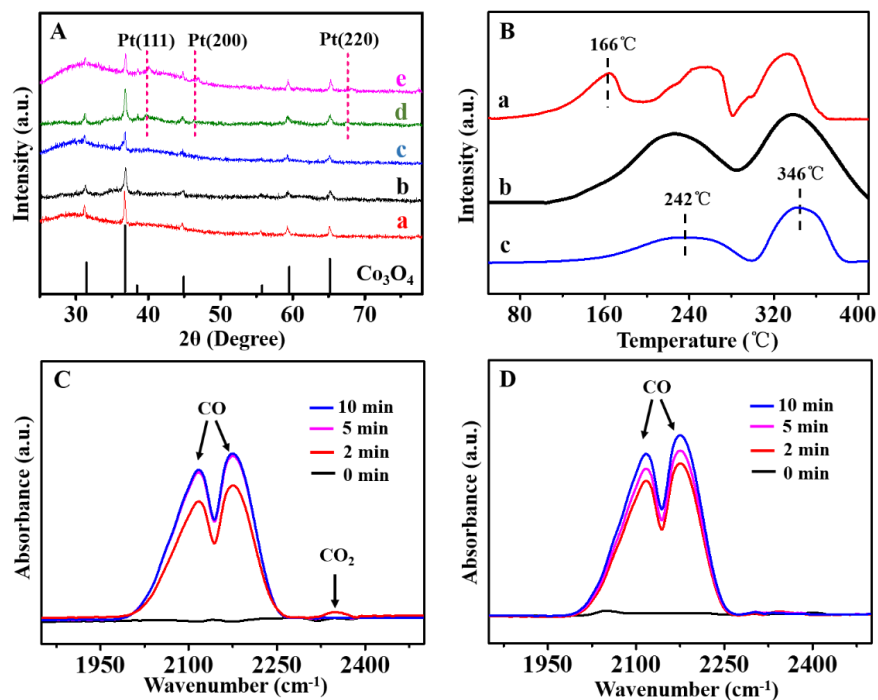 A
Pt(111)
Pt(200)
Pt(220)
e
d
c
b
a
Co₃O₄
Intensity (a.u.)
30 40 50 60 70
2θ (Degree)
B
166℃
a
b
346℃
242℃
c
Intensity (a.u.)
80 160 240 320 400
Temperature (℃)
C
CO
10 min
5 min
2 min
0 min
CO₂
Absorbance (a.u.)
1950 2100 2250 2400
Wavenumber (cm⁻¹)
D
CO
10 min
5 min
2 min
0 min
Absorbance (a.u.)
1950 2100 2250 2400
Wavenumber (cm⁻¹)